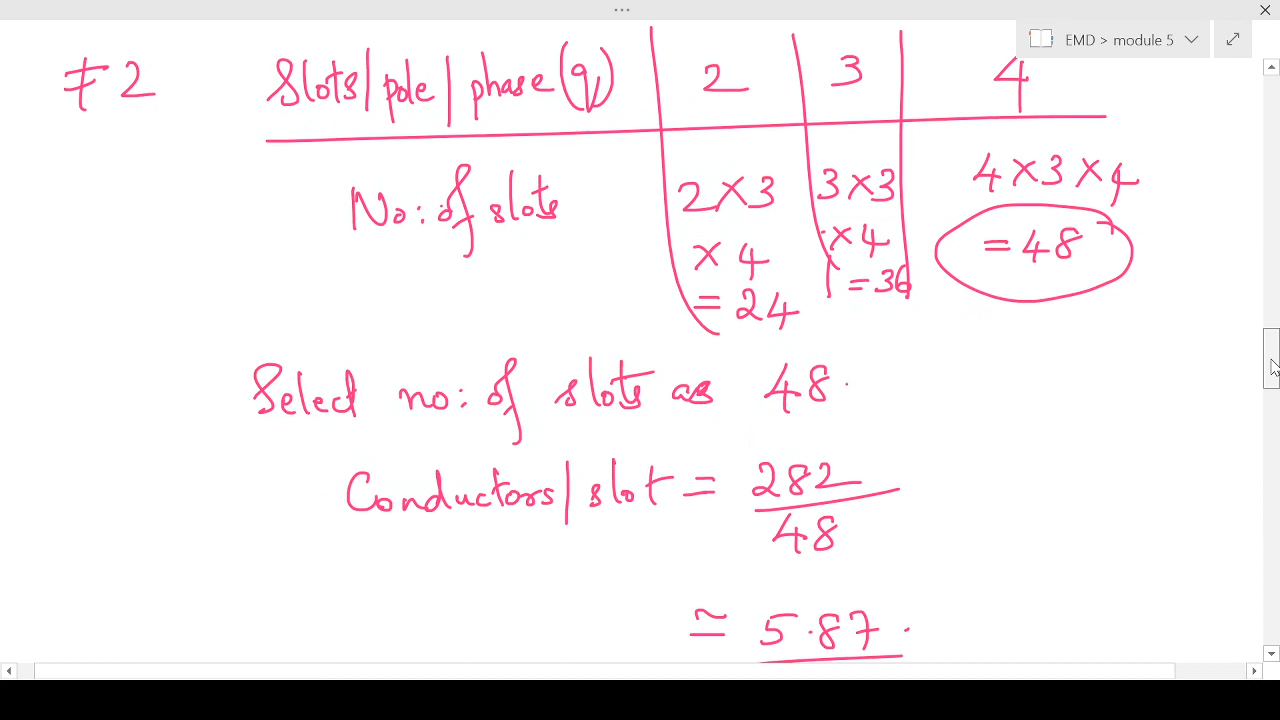 ...
EMD > module 5
≠2 Slots/pole/phase(q) 2 3 4
No: of slots 2×3 ×4 =24 3×3 ×4 =36 4×3×4 =48
Select no: of slots as 48.
Conductors/slot = 282/48
≃ 5.87.